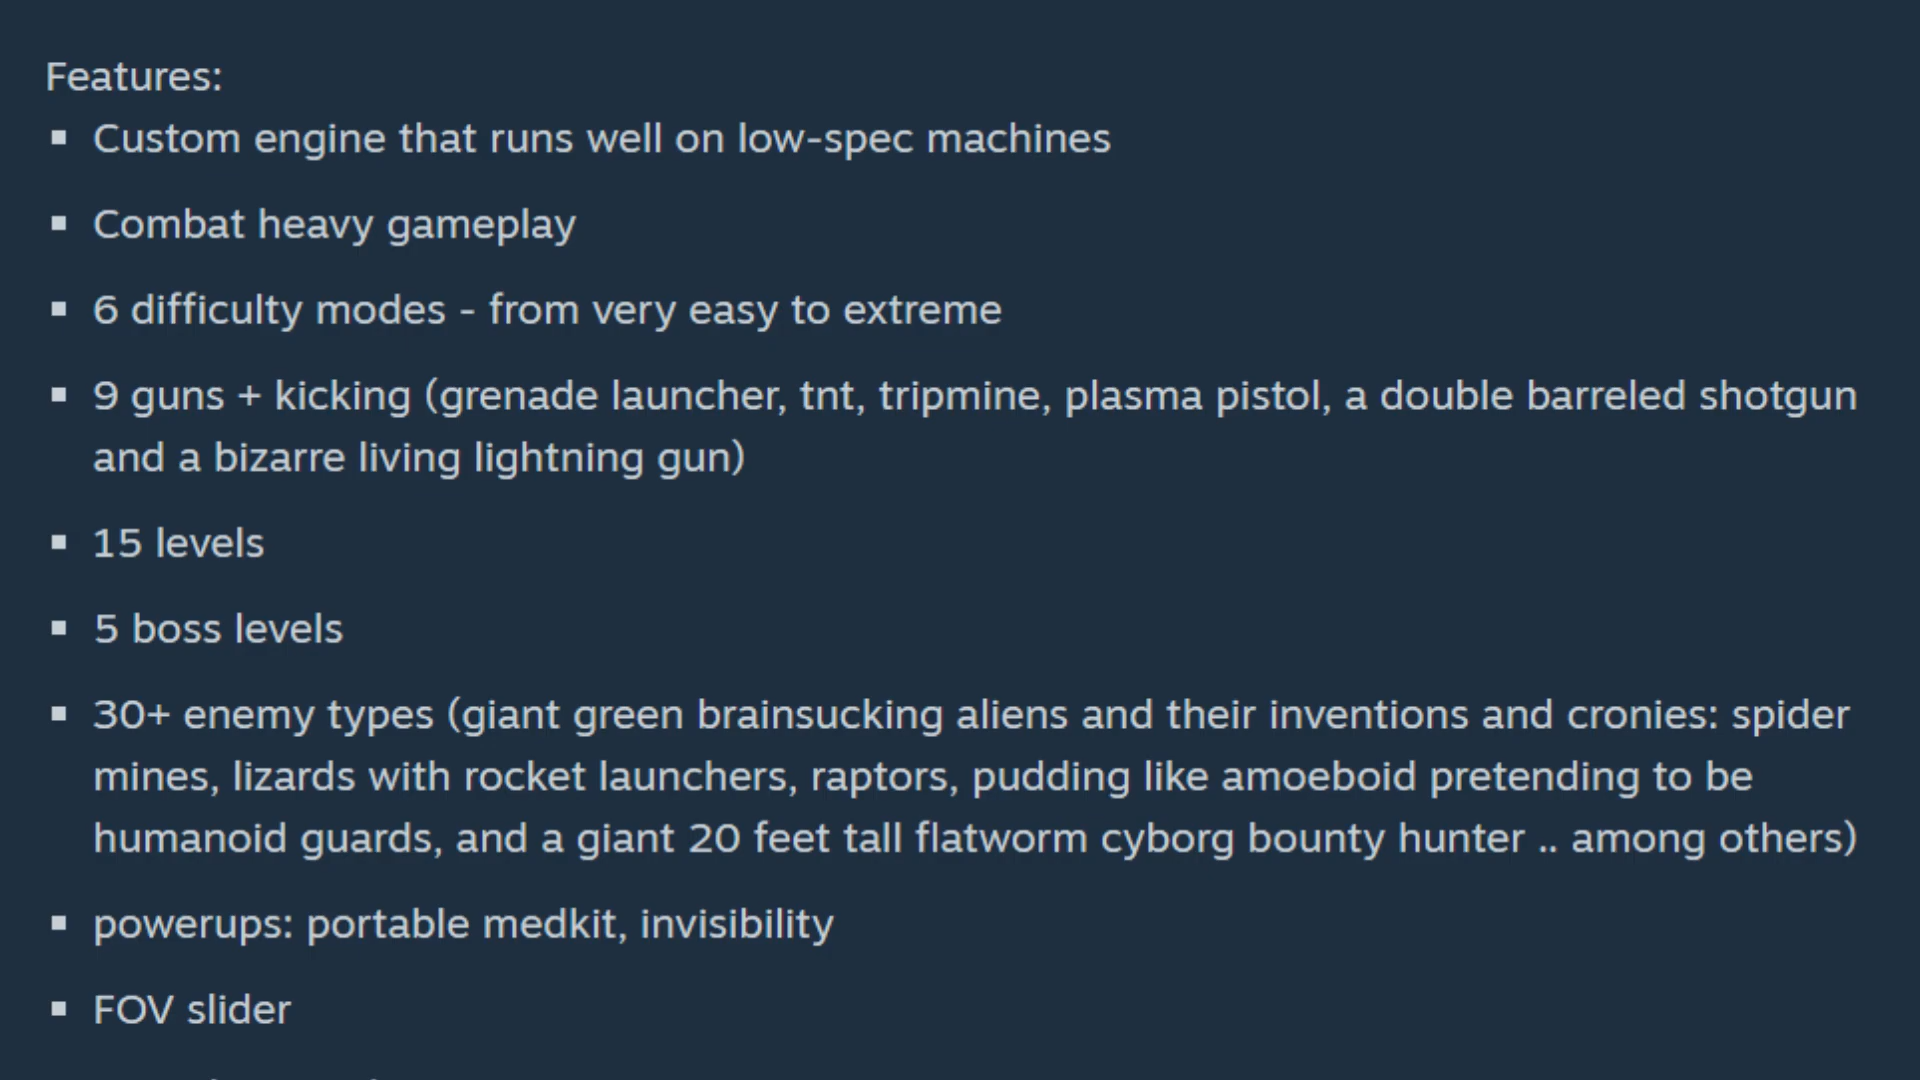 Features:
▪ Custom engine that runs well on low-spec machines
▪ Combat heavy gameplay
▪ 6 difficulty modes - from very easy to extreme
▪ 9 guns + kicking (grenade launcher, tnt, tripmine, plasma pistol, a double barreled shotgun
and a bizarre living lightning gun)
▪ 15 levels
▪ 5 boss levels
▪ 30+ enemy types (giant green brainsucking aliens and their inventions and cronies: spider
mines, lizards with rocket launchers, raptors, pudding like amoeboid pretending to be
humanoid guards, and a giant 20 feet tall flatworm cyborg bounty hunter .. among others)
▪ powerups: portable medkit, invisibility
▪ FOV slider